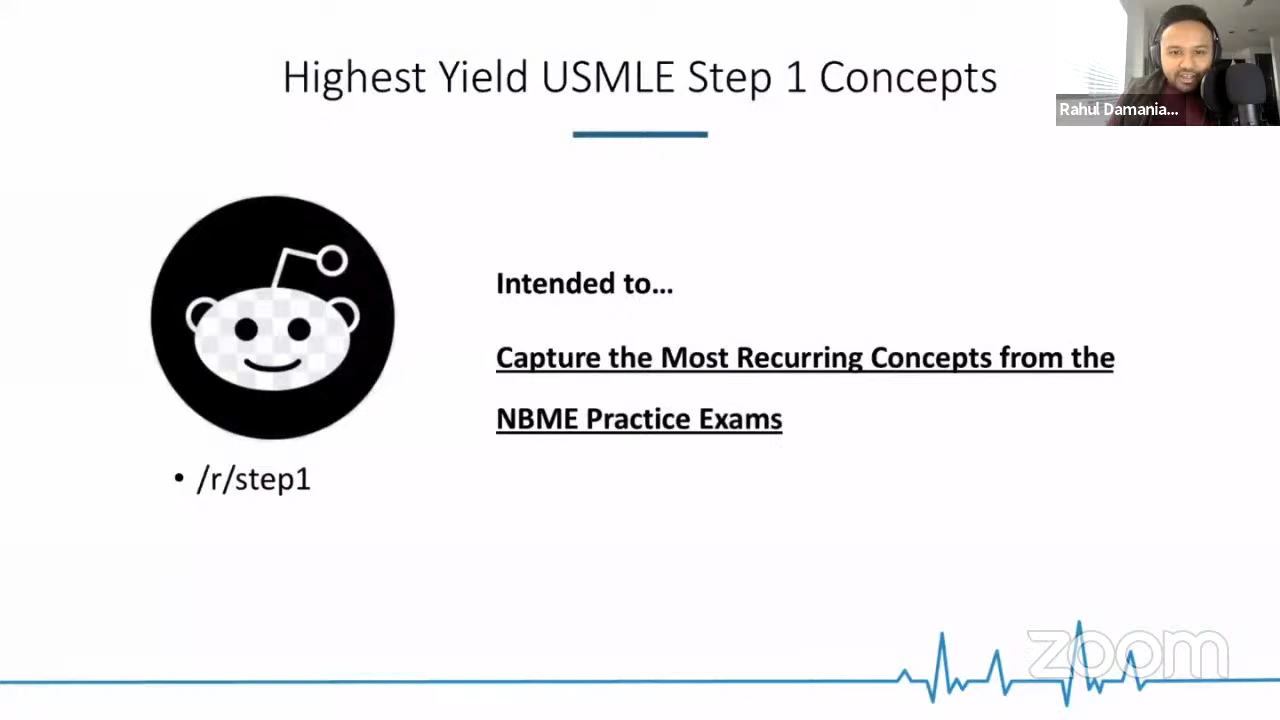 Highest Yield USMLE Step 1 Concepts
Rahul Damania...
Intended to...
Capture the Most Recurring Concepts from the
NBME Practice Exams
• /r/step1
zoom